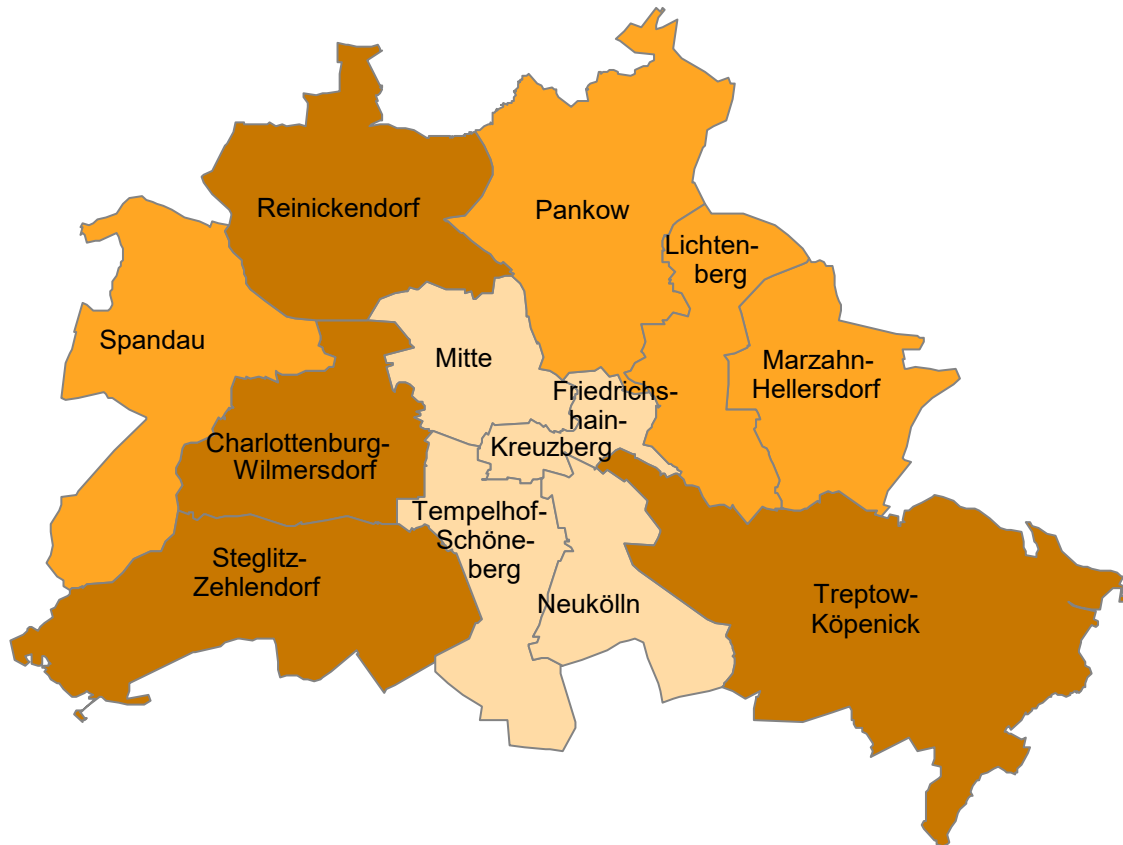 Reinickendorf
Pankow
Lichten-
berg
Spandau
Mitte
Marzahn-
Hellersdorf
Friedrichs-
hain-
Kreuzberg
Charlottenburg-
Wilmersdorf
Tempelhof-
Schöne-
berg
Steglitz-
Zehlendorf
Neukölln
Treptow-
Köpenick